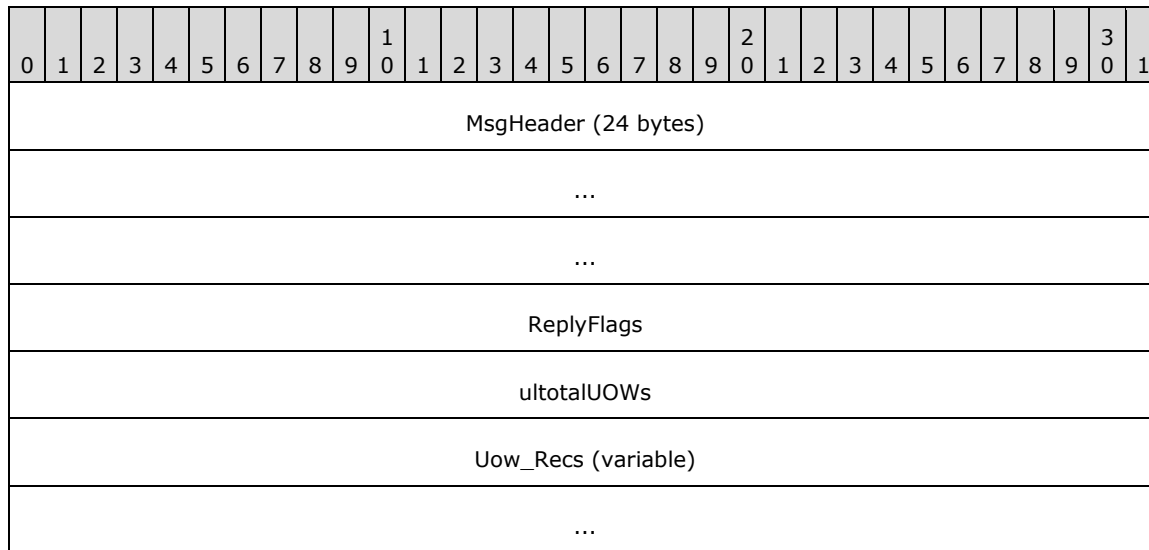 1 2 3
0 1 2 3 4 5 6 7 8 9 0 1 2 3 4 5 6 7 8 9 0 1 2 3 4 5 6 7 8 9 0 1
MsgHeader (24 bytes)
...
...
ReplyFlags
ultotalUOWs
Uow_Recs (variable)
...